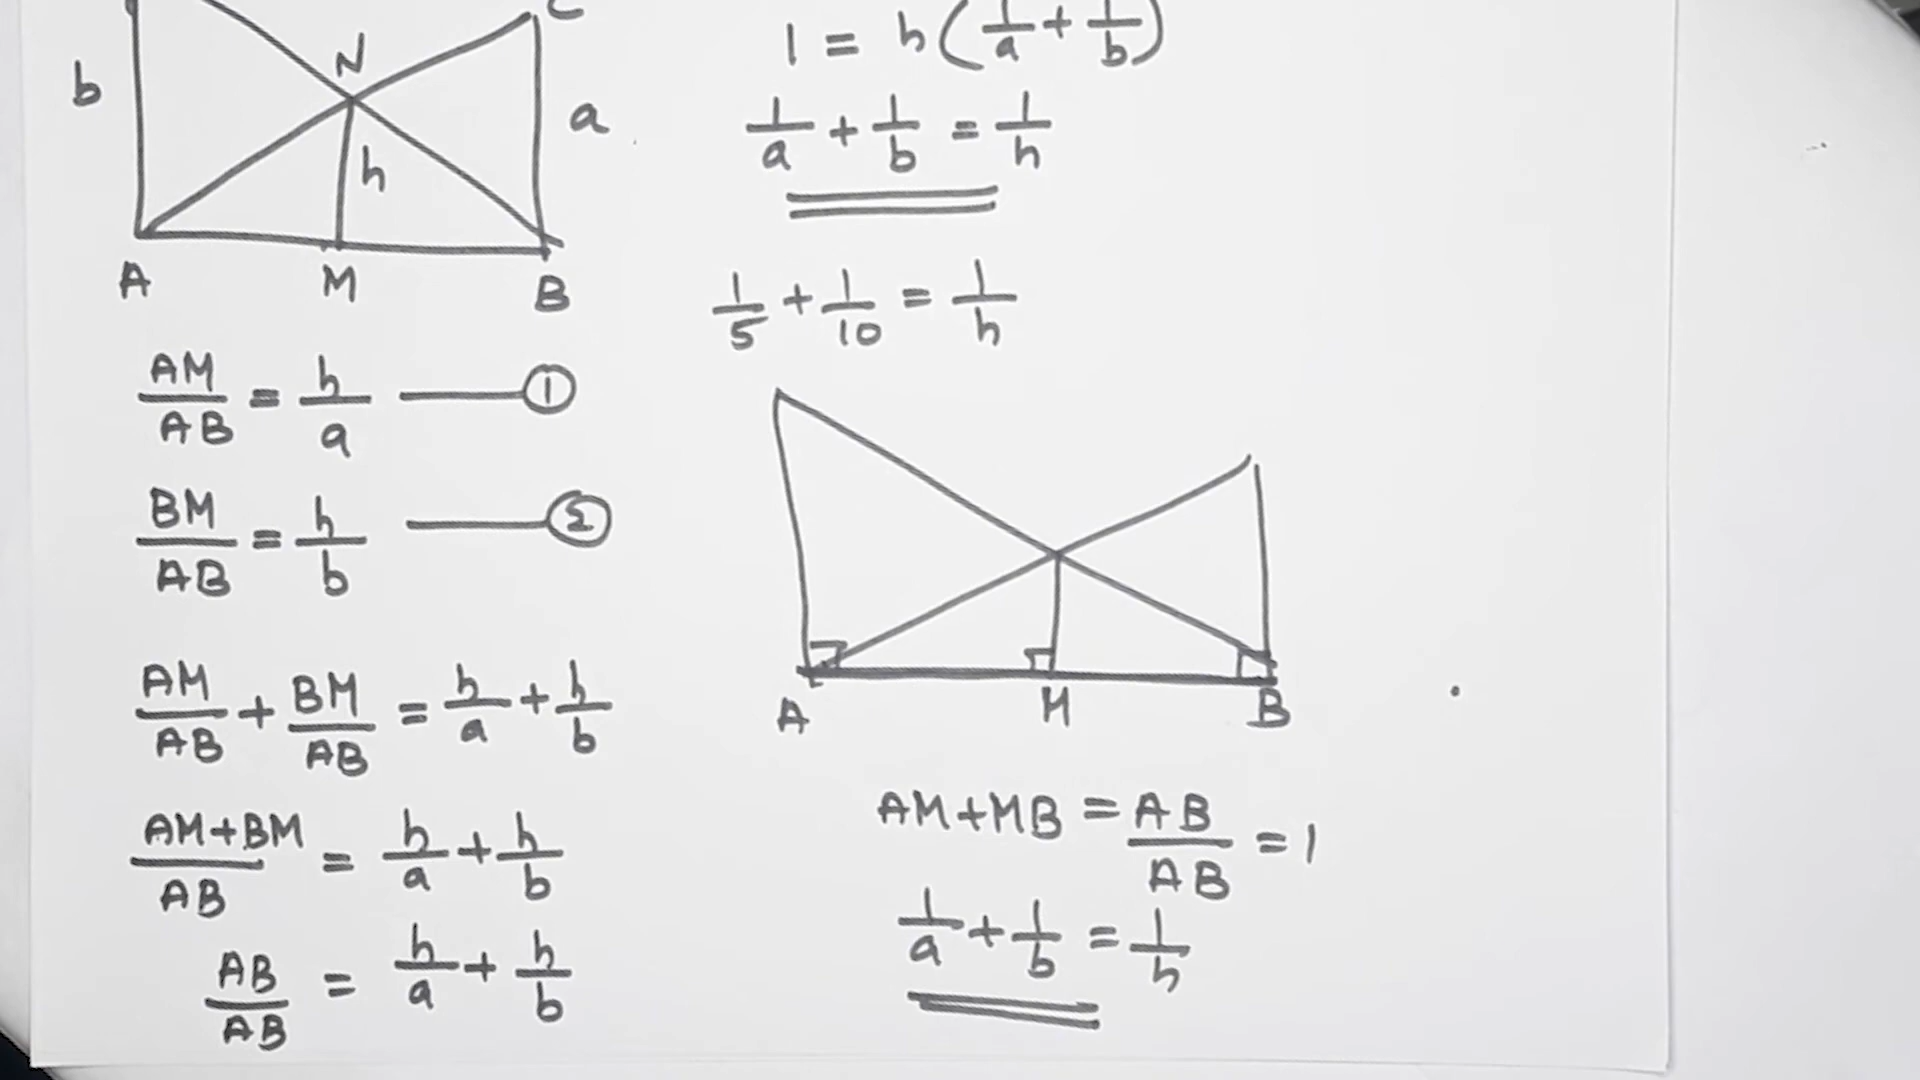 C
b
N
a
h
A M B
AM/AB = h/a —— ①
BM/AB = h/b —— ②
AM/AB + BM/AB = h/a + h/b
AM+BM/AB = h/a + h/b
AB/AB = h/a + h/b
1 = h(1/a + 1/b)
1/a + 1/b = 1/h
1/5 + 1/10 = 1/h
A M B
AM+MB = AB/AB = 1
1/a + 1/b = 1/h